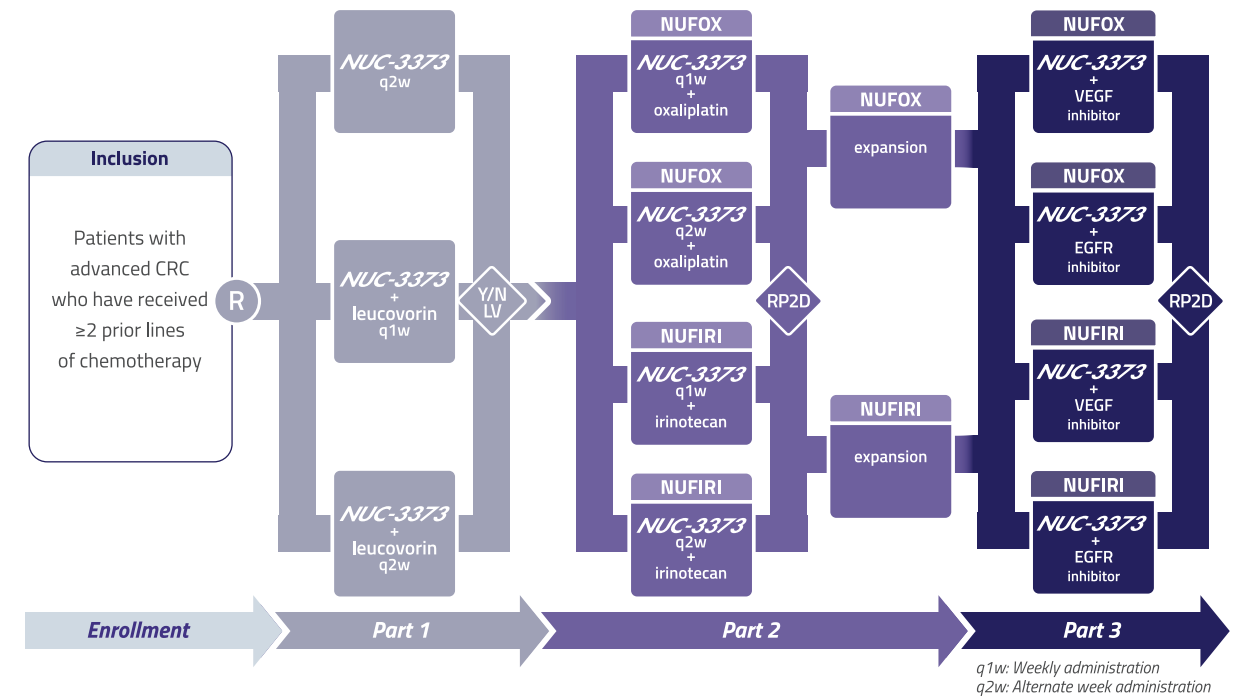 Inclusion
Patients with
advanced CRC
who have received
≥2 prior lines
of chemotherapy
R
NUC-3373
q2w
NUC-3373
+
leucovorin
q1w
NUC-3373
+
leucovorin
q2w
Y/N
LV
NUFOX
NUC-3373
q1w
+
oxaliplatin
NUFOX
NUC-3373
q2w
+
oxaliplatin
NUFIRI
NUC-3373
q1w
+
irinotecan
NUFIRI
NUC-3373
q2w
+
irinotecan
RP2D
NUFOX
expansion
NUFIRI
expansion
NUFOX
NUC-3373
+
VEGF
inhibitor
NUFOX
NUC-3373
+
EGFR
inhibitor
NUFIRI
NUC-3373
+
VEGF
inhibitor
NUFIRI
NUC-3373
+
EGFR
inhibitor
RP2D
Enrollment
Part 1
Part 2
Part 3
q1w: Weekly administration
q2w: Alternate week administration